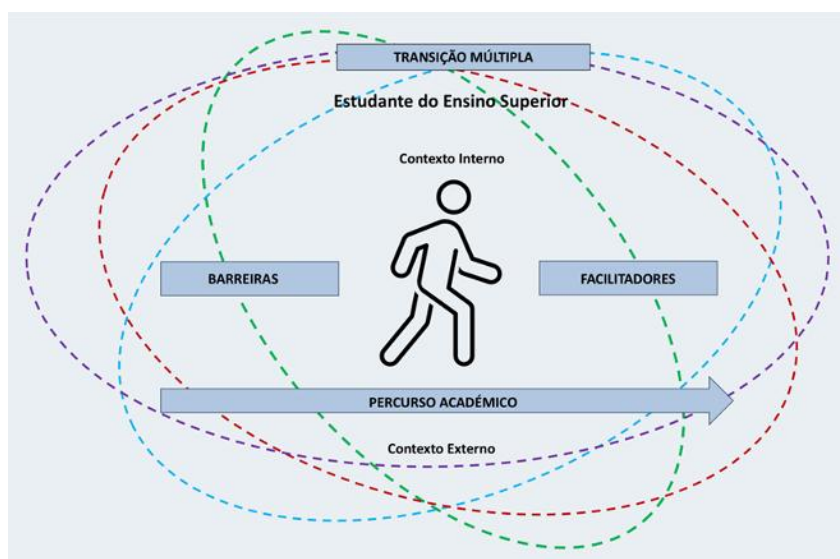 TRANSIÇÃO MÚLTIPLA
Estudante do Ensino Superior
Contexto Interno
BARREIRAS
FACILITADORES
PERCURSO ACADÉMICO
Contexto Externo